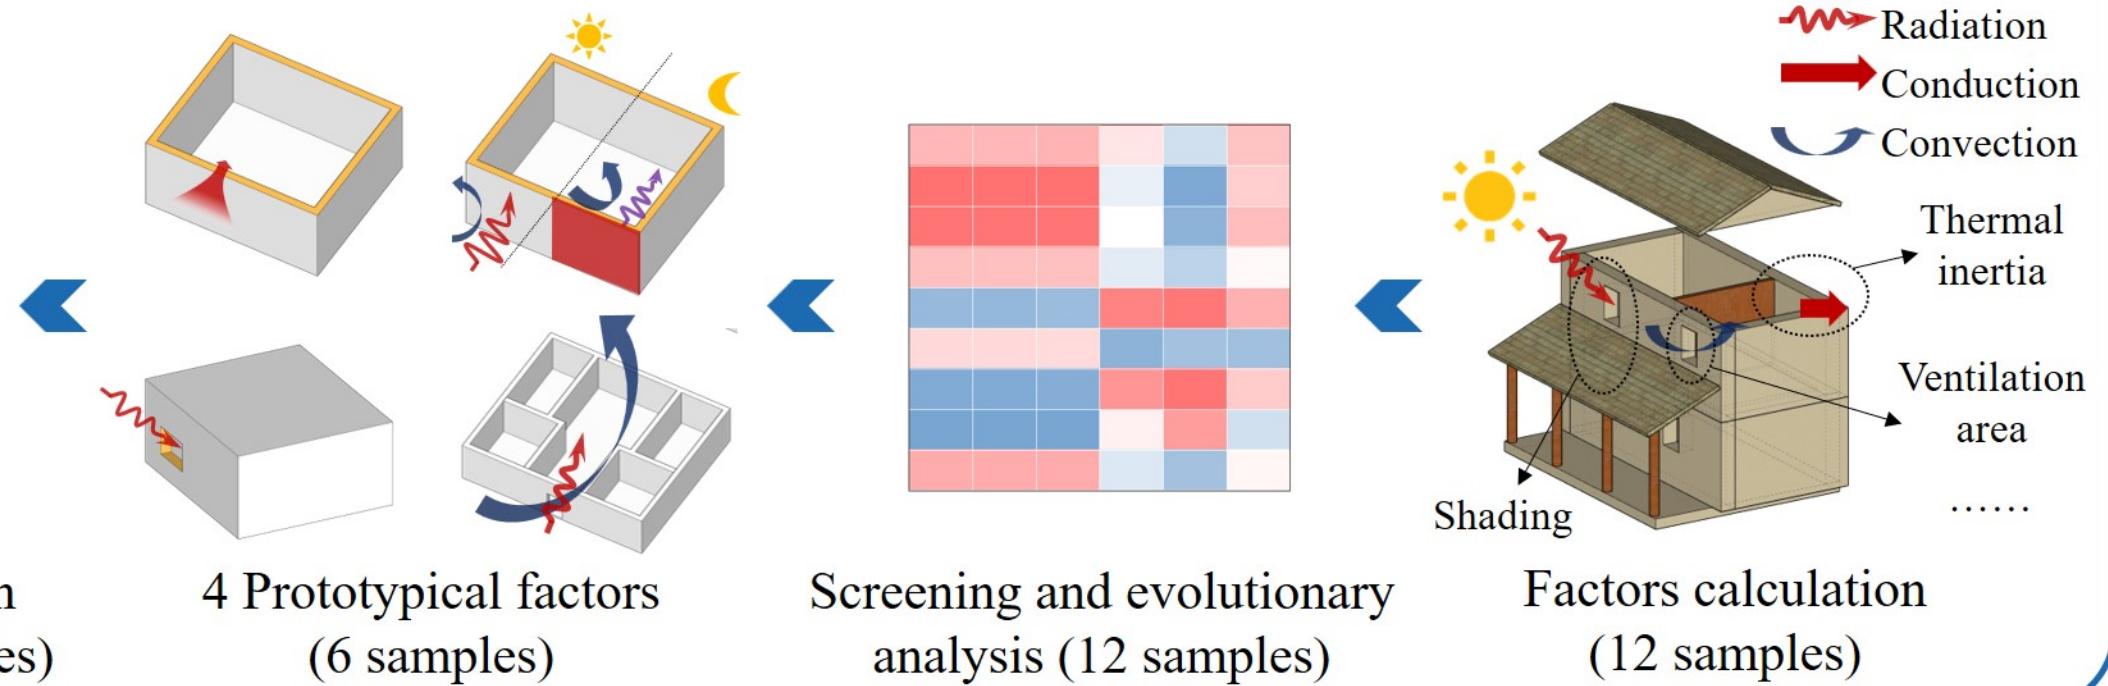 Radiation
Conduction
Convection
Thermal
inertia
Ventilation
area
......
Shading
4 Prototypical factors
(6 samples)
Screening and evolutionary
analysis (12 samples)
Factors calculation
(12 samples)